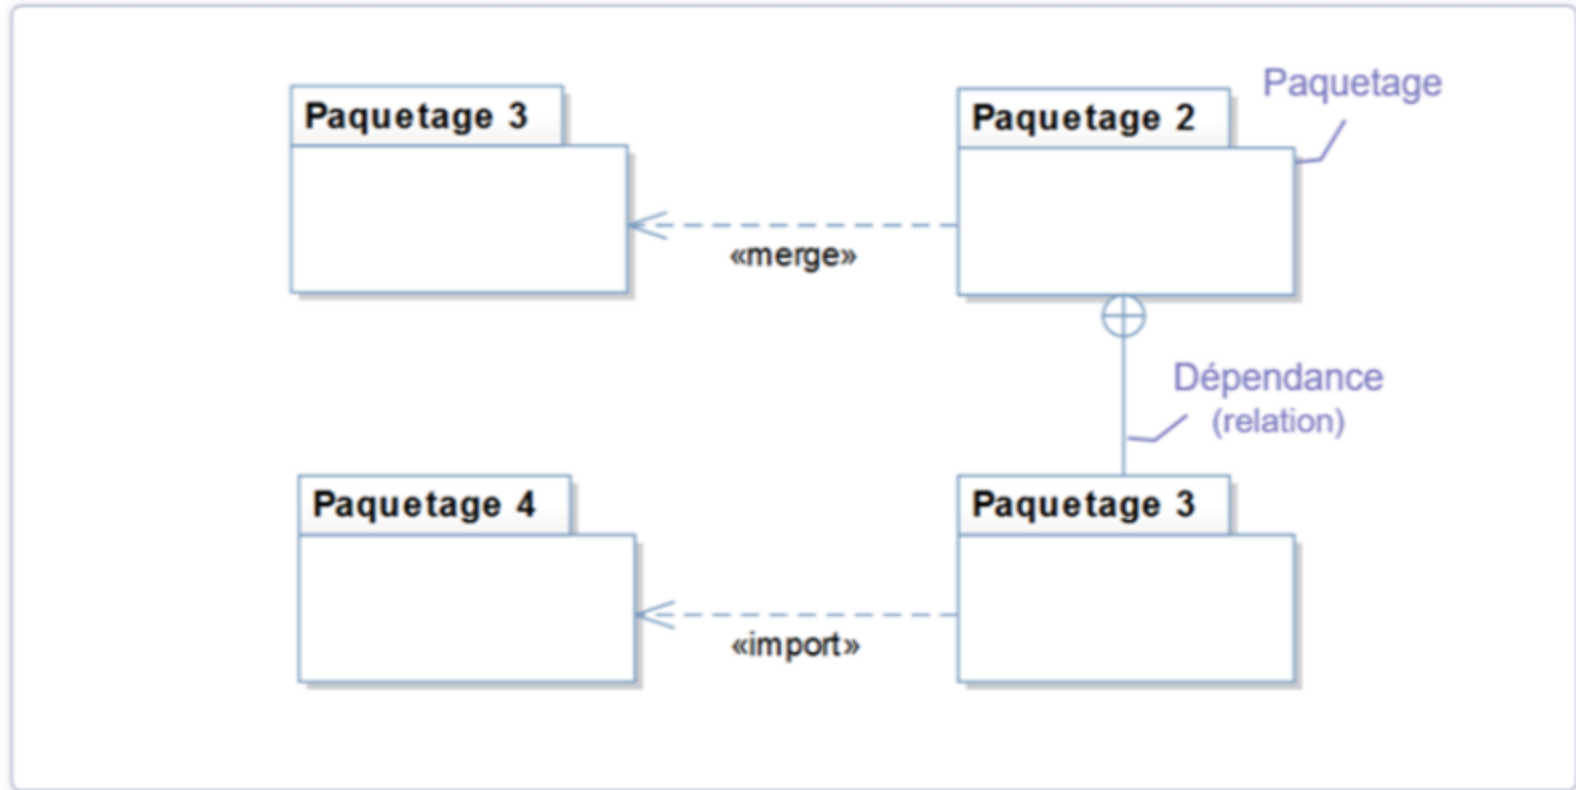 Paquetage 3
Paquetage 2
Paquetage
«merge»
Dépendance
(relation)
Paquetage 4
Paquetage 3
«import»